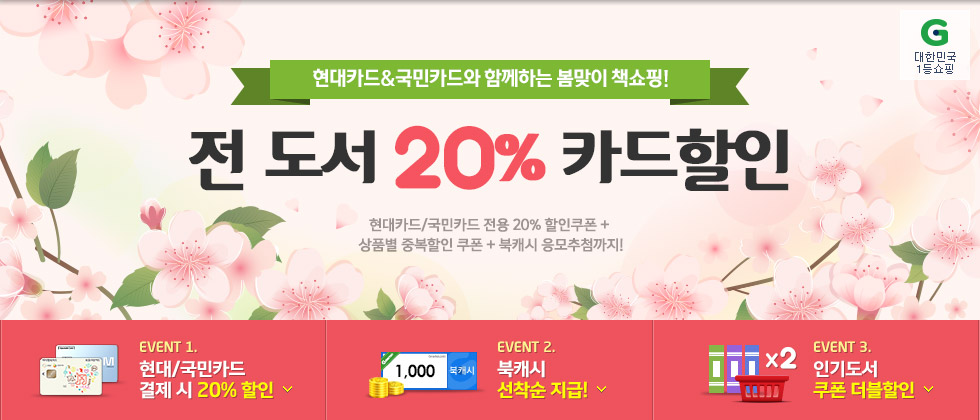 G
대한민국
1등쇼핑
현대카드&국민카드와 함께하는 봄맞이 책쇼핑!
전 도서 20% 카드할인
현대카드/국민카드 전용 20% 할인쿠폰 +
상품별 중복할인 쿠폰 + 북캐시 응모추첨까지!
EVENT 1.
현대/국민카드
결제 시 20% 할인
1,000
북캐시
EVENT 2.
북캐시
선착순 지급!
x2
EVENT 3.
인기도서
쿠폰 더블할인